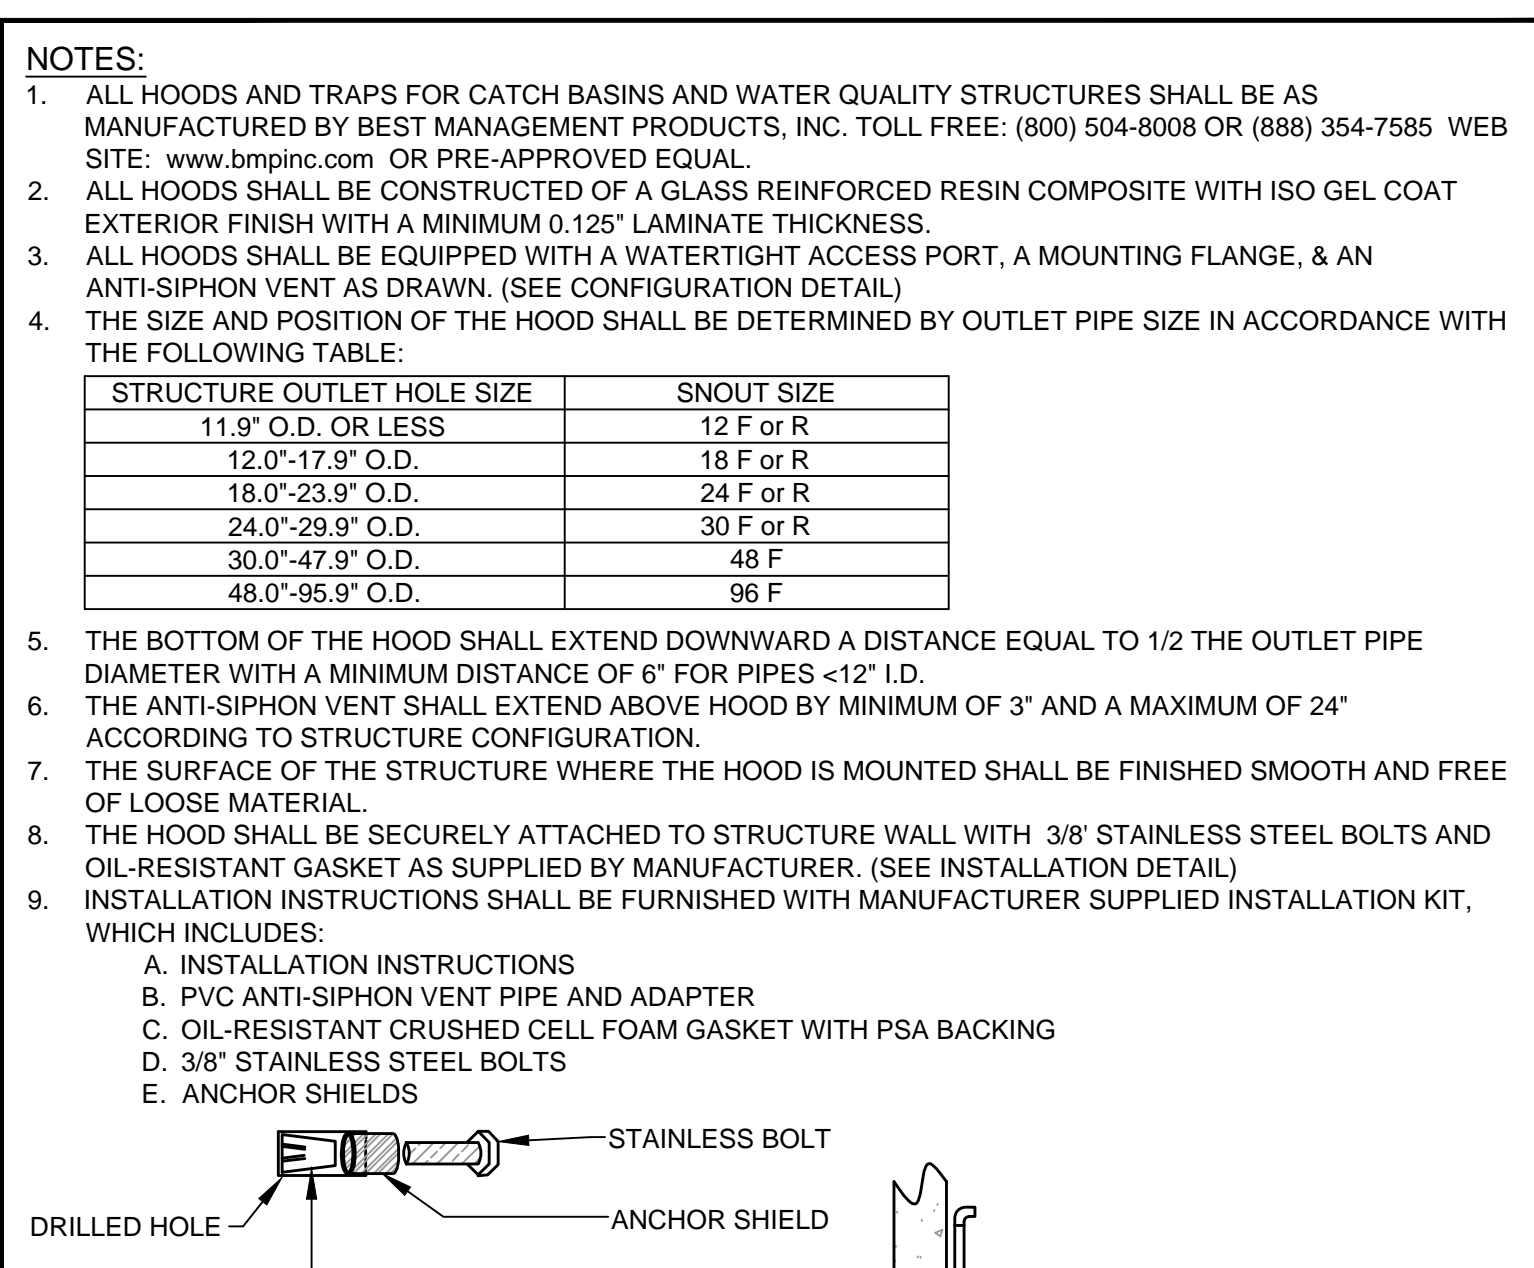 NOTES:
1. ALL HOODS AND TRAPS FOR CATCH BASINS AND WATER QUALITY STRUCTURES SHALL BE AS
MANUFACTURED BY BEST MANAGEMENT PRODUCTS, INC. TOLL FREE: (800) 504-8008 OR (888) 354-7585 WEB
SITE: www.bmpinc.com OR PRE-APPROVED EQUAL.
2. ALL HOODS SHALL BE CONSTRUCTED OF A GLASS REINFORCED RESIN COMPOSITE WITH ISO GEL COAT
EXTERIOR FINISH WITH A MINIMUM 0.125" LAMINATE THICKNESS.
3. ALL HOODS SHALL BE EQUIPPED WITH A WATERTIGHT ACCESS PORT, A MOUNTING FLANGE, & AN
ANTI-SIPHON VENT AS DRAWN. (SEE CONFIGURATION DETAIL)
4. THE SIZE AND POSITION OF THE HOOD SHALL BE DETERMINED BY OUTLET PIPE SIZE IN ACCORDANCE WITH
THE FOLLOWING TABLE:
STRUCTURE OUTLET HOLE SIZE SNOUT SIZE
11.9" O.D. OR LESS 12 F or R
12.0"-17.9" O.D. 18 F or R
18.0"-23.9" O.D. 24 F or R
24.0"-29.9" O.D. 30 F or R
30.0"-47.9" O.D. 48 F
48.0"-95.9" O.D. 96 F
5. THE BOTTOM OF THE HOOD SHALL EXTEND DOWNWARD A DISTANCE EQUAL TO 1/2 THE OUTLET PIPE
DIAMETER WITH A MINIMUM DISTANCE OF 6" FOR PIPES <12" I.D.
6. THE ANTI-SIPHON VENT SHALL EXTEND ABOVE HOOD BY MINIMUM OF 3" AND A MAXIMUM OF 24"
ACCORDING TO STRUCTURE CONFIGURATION.
7. THE SURFACE OF THE STRUCTURE WHERE THE HOOD IS MOUNTED SHALL BE FINISHED SMOOTH AND FREE
OF LOOSE MATERIAL.
8. THE HOOD SHALL BE SECURELY ATTACHED TO STRUCTURE WALL WITH 3/8' STAINLESS STEEL BOLTS AND
OIL-RESISTANT GASKET AS SUPPLIED BY MANUFACTURER. (SEE INSTALLATION DETAIL)
9. INSTALLATION INSTRUCTIONS SHALL BE FURNISHED WITH MANUFACTURER SUPPLIED INSTALLATION KIT,
WHICH INCLUDES:
A. INSTALLATION INSTRUCTIONS
B. PVC ANTI-SIPHON VENT PIPE AND ADAPTER
C. OIL-RESISTANT CRUSHED CELL FOAM GASKET WITH PSA BACKING
D. 3/8" STAINLESS STEEL BOLTS
E. ANCHOR SHIELDS
STAINLESS BOLT
DRILLED HOLE
ANCHOR SHIELD